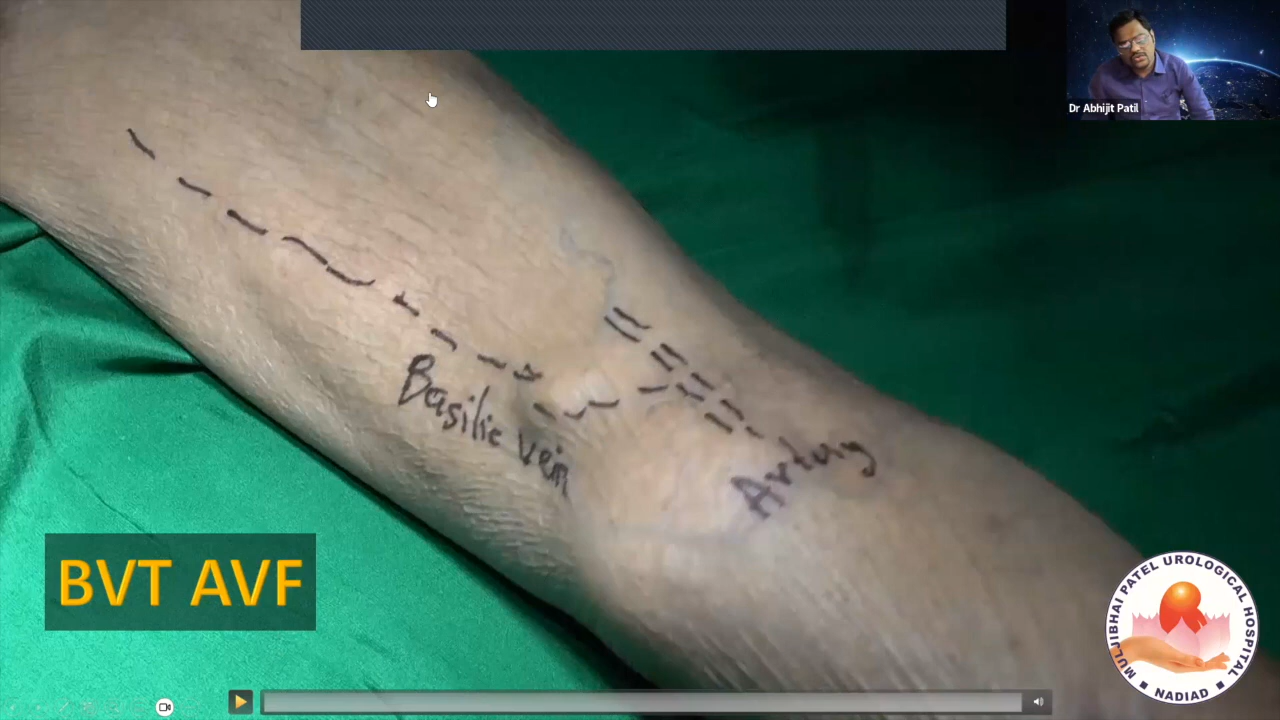 Dr Abhijit Patil
Basilic vein
Artery
BVT AVF
MULJIBHAI PATEL UROLOGICAL HOSPITAL
NADIAD